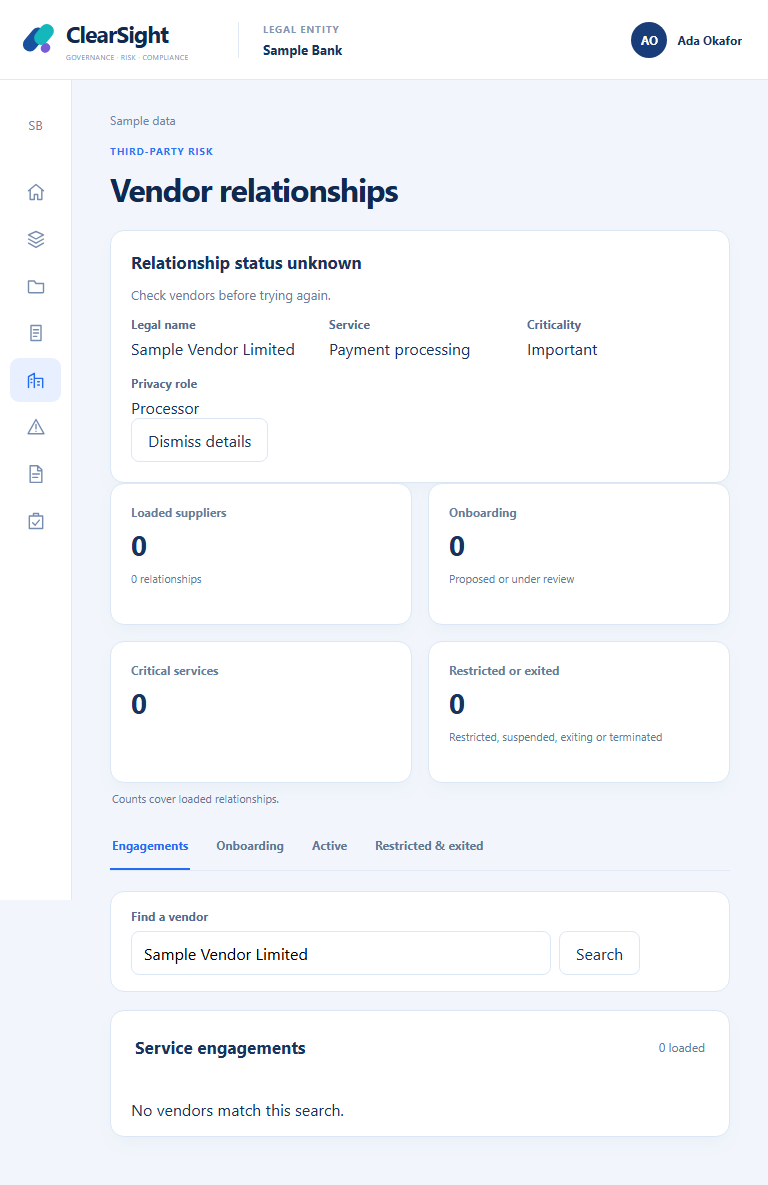 ClearSight
GOVERNANCE · RISK · COMPLIANCE
LEGAL ENTITY
Sample Bank
AO
Ada Okafor
SB
Sample data
THIRD-PARTY RISK
Vendor relationships
Relationship status unknown
Check vendors before trying again.
Legal name
Sample Vendor Limited
Service
Payment processing
Criticality
Important
Privacy role
Processor
Dismiss details
Loaded suppliers
0
0 relationships
Onboarding
0
Proposed or under review
Critical services
0
Restricted or exited
0
Restricted, suspended, exiting or terminated
Counts cover loaded relationships.
Engagements
Onboarding
Active
Restricted & exited
Find a vendor
Sample Vendor Limited
Search
Service engagements
0 loaded
No vendors match this search.